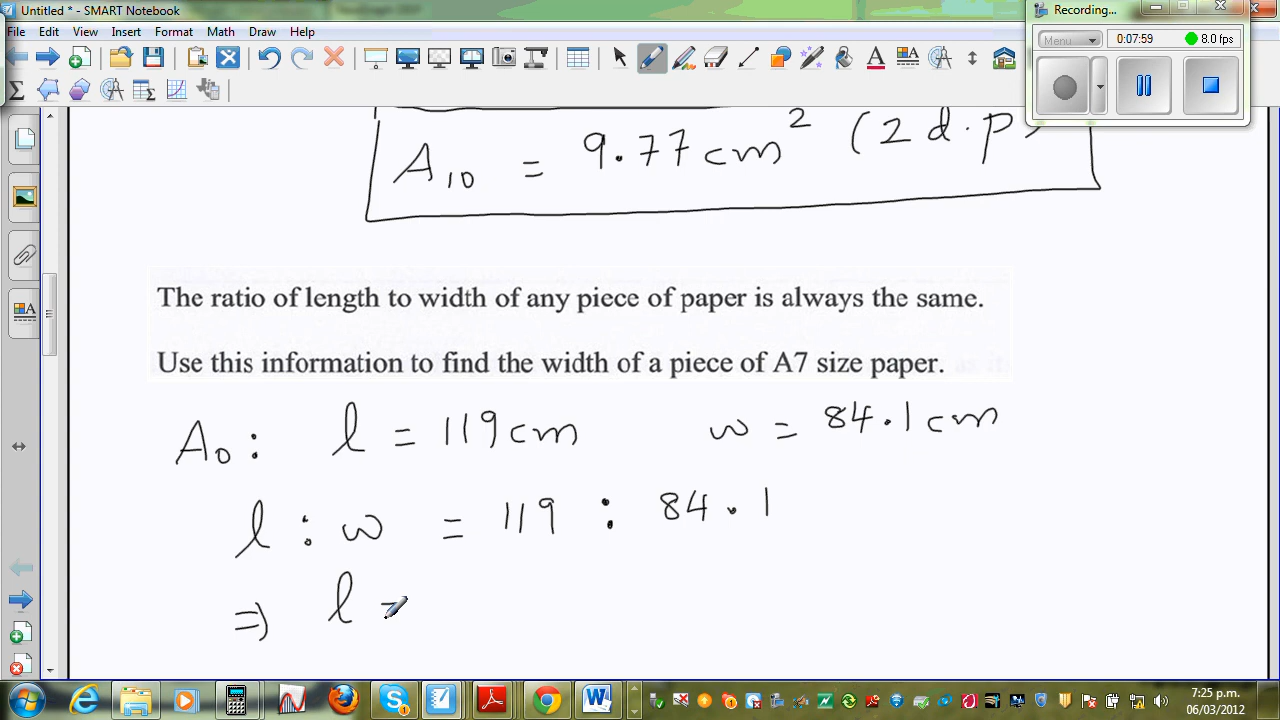 Untitled * - SMART Notebook
Recording...
File Edit View Insert Format Math Draw Help
Menu
0:07:59
8.0 fps
A10 = 9.77 cm² (2 d.p)
The ratio of length to width of any piece of paper is always the same.
Use this information to find the width of a piece of A7 size paper.
A0 : l = 119 cm w = 84.1 cm
l : w = 119 : 84.1
⇒ l =
7:25 p.m.
06/03/2012